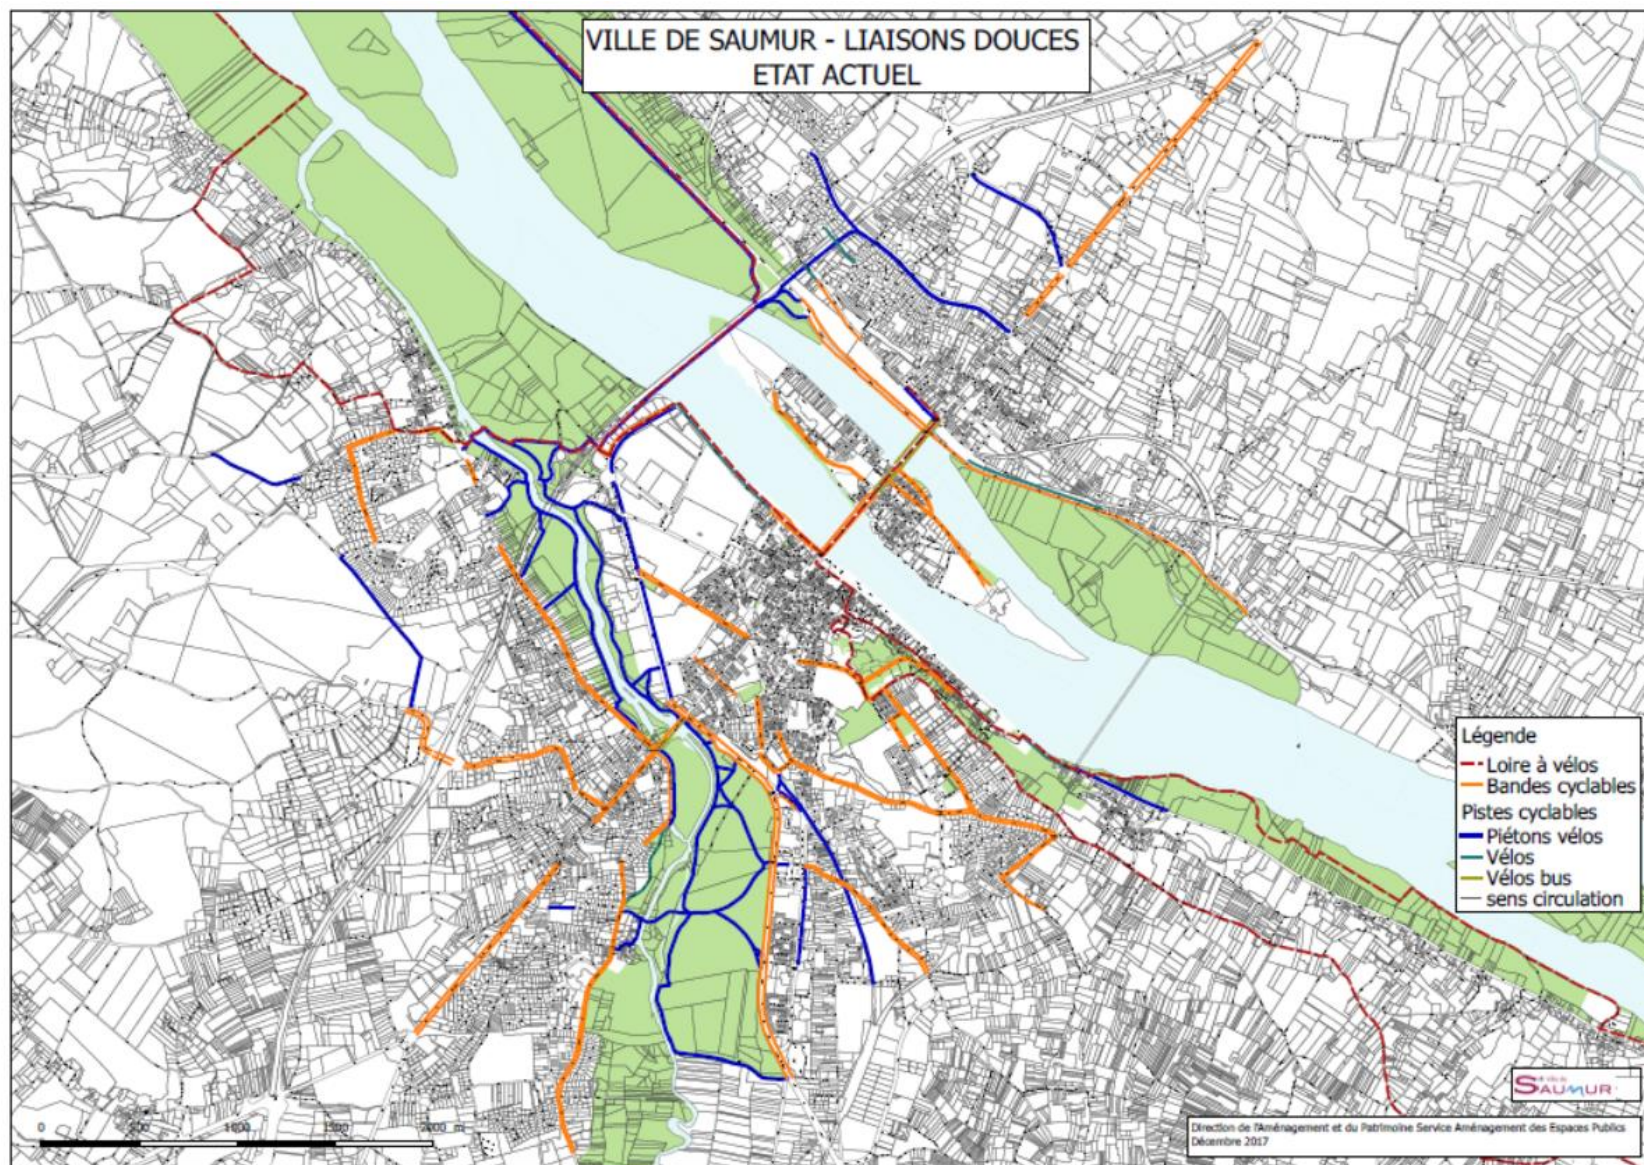 VILLE DE SAUMUR - LIAISONS DOUCES
ETAT ACTUEL
Légende
Loire à vélos
Bandes cyclables
Pistes cyclables
Piétons vélos
Vélos
Vélos bus
sens circulation
SAUMUR
0 500 1000 1500 2000 m
Direction de l'Aménagement et du Patrimoine Service Aménagement des Espaces Publics
Décembre 2017